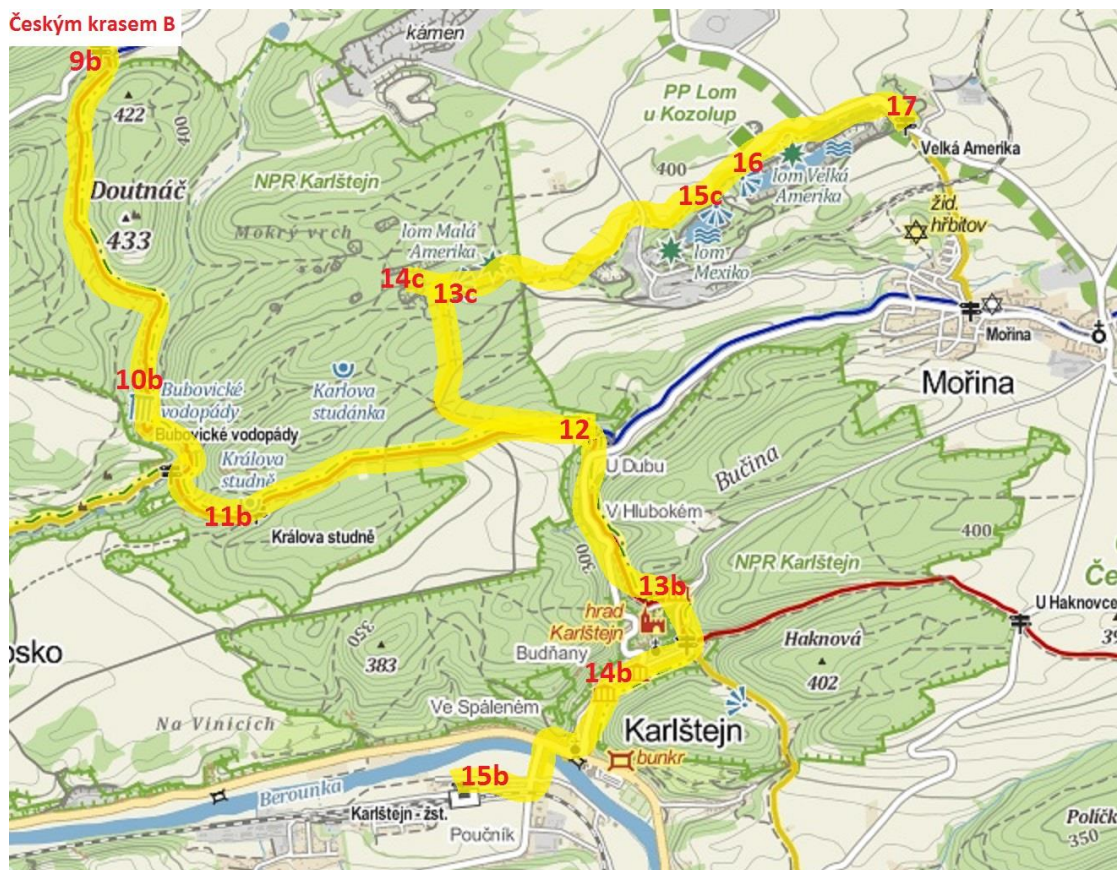 Českým krasem B
kámen
9b
422
400
Doutnáč
433
NPR Karlštejn
Mokrý vrch
PP Lom
u Kozolup
17
Velká Amerika
400
16
15c
lom Velká
Amerika
žid.
hřbitov
lom Malá
Amerika
14c
13c
lom
Mexiko
Mořina
Mořina
10b
Bubovické
vodopády
Karlova
studánka
Bubovické vodopády
12
U Dubu
Bučina
Králova
studně
11b
Králova studně
V Hlubokém
400
300
NPR Karlštejn
13b
Če
U Haknovce
hrad
Karlštejn
350
383
Budňany
Haknová
402
osko
14b
Ve Spáleném
Na Vinicích
Karlštejn
bunkr
15b
Berounka
Karlštejn - žst.
Poučník
Políčk
350